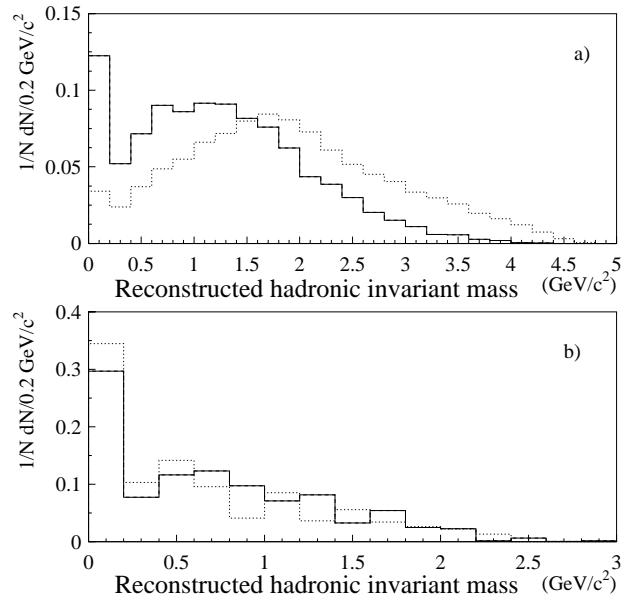 0.15
0.1
0.05
0
1/N dN/0.2 GeV/c²
a)
0 0.5 1 1.5 2 2.5 3 3.5 4 4.5 5
Reconstructed hadronic invariant mass (GeV/c²)
0.4
0.3
0.2
0.1
0
1/N dN/0.2 GeV/c²
b)
0 0.5 1 1.5 2 2.5 3
Reconstructed hadronic invariant mass (GeV/c²)